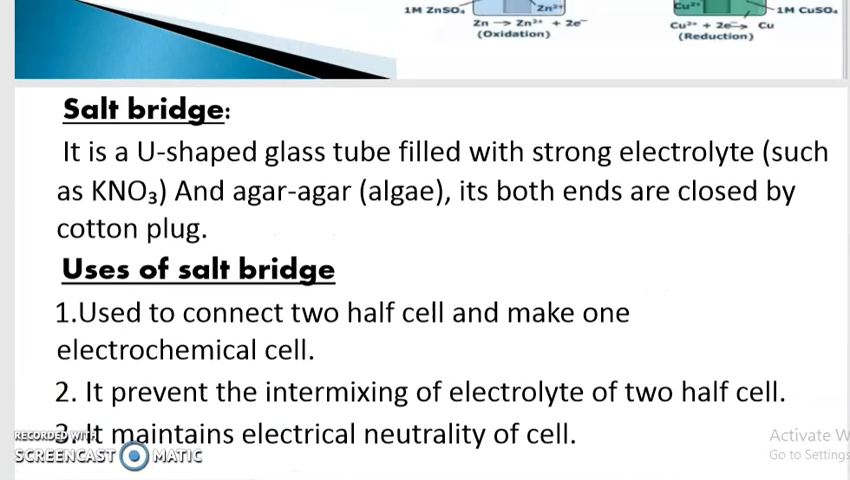 1M ZnSO₄
Zn²⁺
Zn → Zn²⁺ + 2e⁻
(Oxidation)
Cu²⁺
1M CuSO₄
Cu²⁺ + 2e⁻→ Cu
(Reduction)
Salt bridge:
It is a U-shaped glass tube filled with strong electrolyte (such
as KNO₃) And agar-agar (algae), its both ends are closed by
cotton plug.
Uses of salt bridge
1.Used to connect two half cell and make one
electrochemical cell.
2. It prevent the intermixing of electrolyte of two half cell.
3. It maintains electrical neutrality of cell.
RECORDED WITH
SCREENCAST MATIC
Activate W
Go to Settings